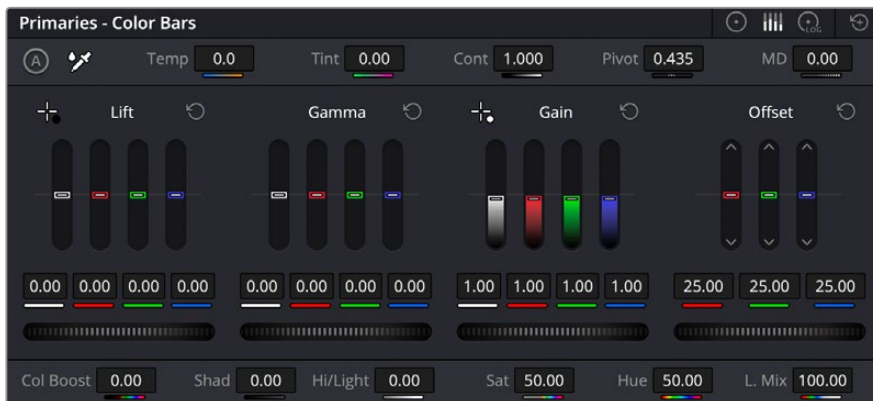 Primaries - Color Bars
LOG
A Temp 0.0 Tint 0.00 Cont 1.000 Pivot 0.435 MD 0.00
Lift Gamma Gain Offset
0.00 0.00 0.00 0.00 0.00 0.00 0.00 0.00 1.00 1.00 1.00 1.00 25.00 25.00 25.00
Col Boost 0.00 Shad 0.00 Hi/Light 0.00 Sat 50.00 Hue 50.00 L. Mix 100.00